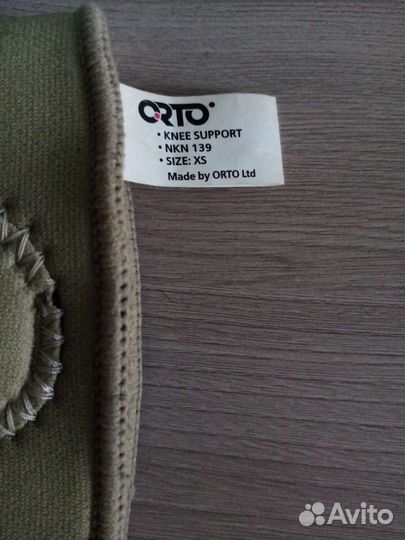 ORTO
• KNEE SUPPORT
• NKN 139
• SIZE: XS
Made by ORTO Ltd
Avito